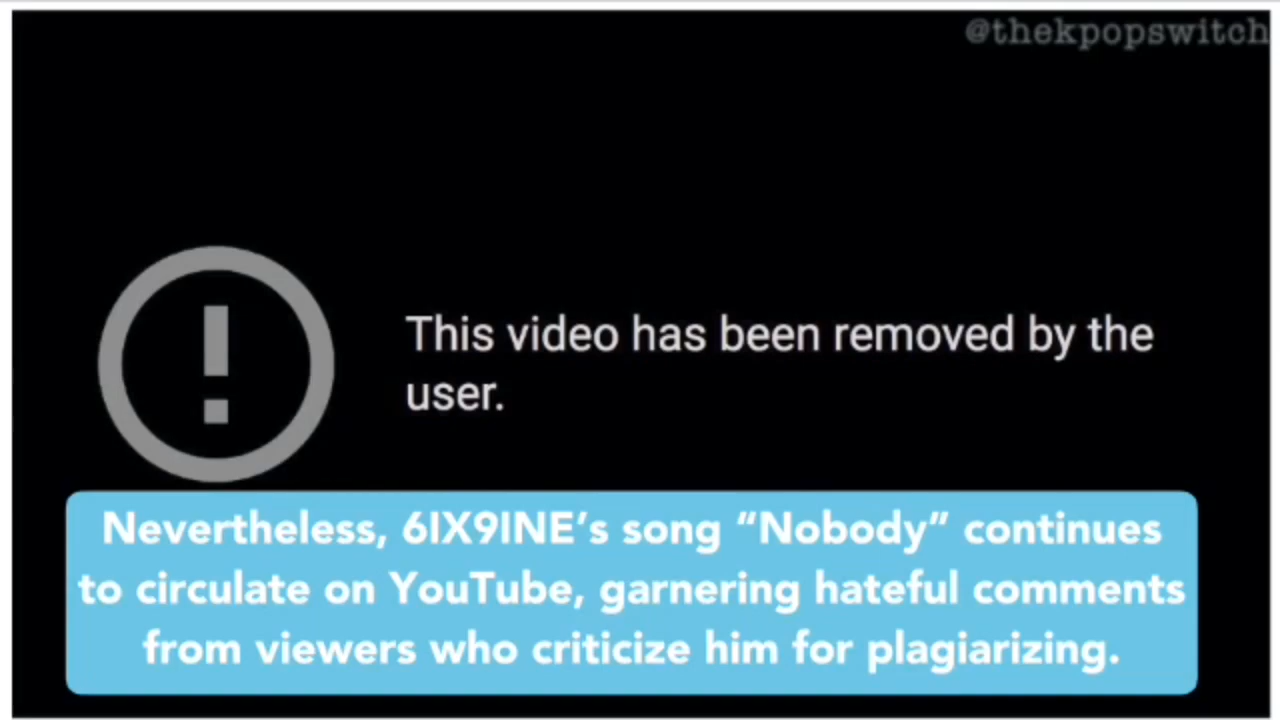 @thekpopswitch
This video has been removed by the
user.
Nevertheless, 6IX9INE’s song “Nobody” continues
to circulate on YouTube, garnering hateful comments
from viewers who criticize him for plagiarizing.